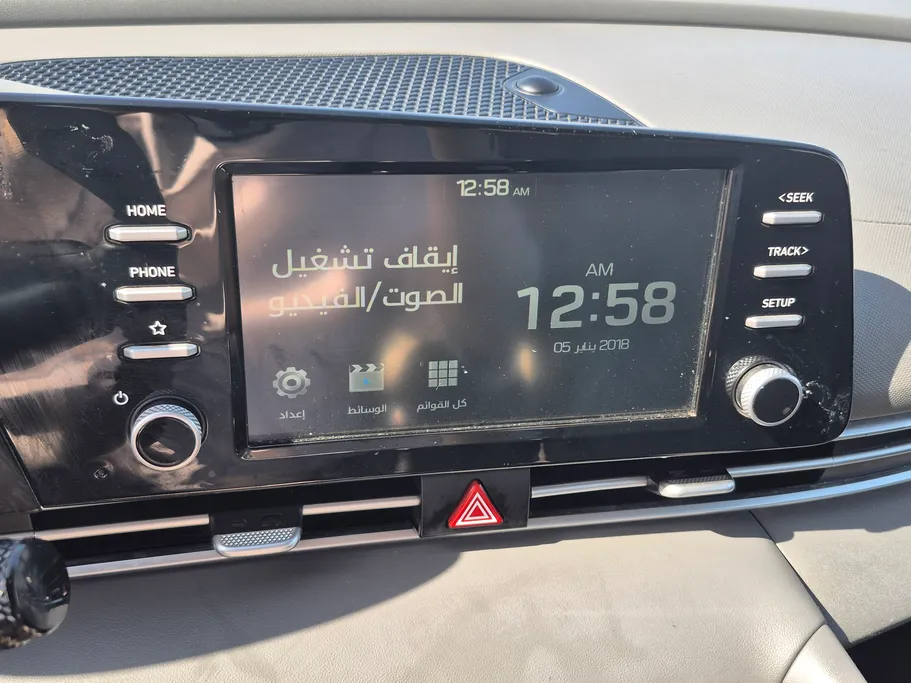 12:58 AM
HOME
PHONE
إيقاف تشغيل
الصوت/الفيديو
AM
12:58
05 يناير 2018
إعداد
الوسائط
كل القوائم
<SEEK
TRACK>
SETUP